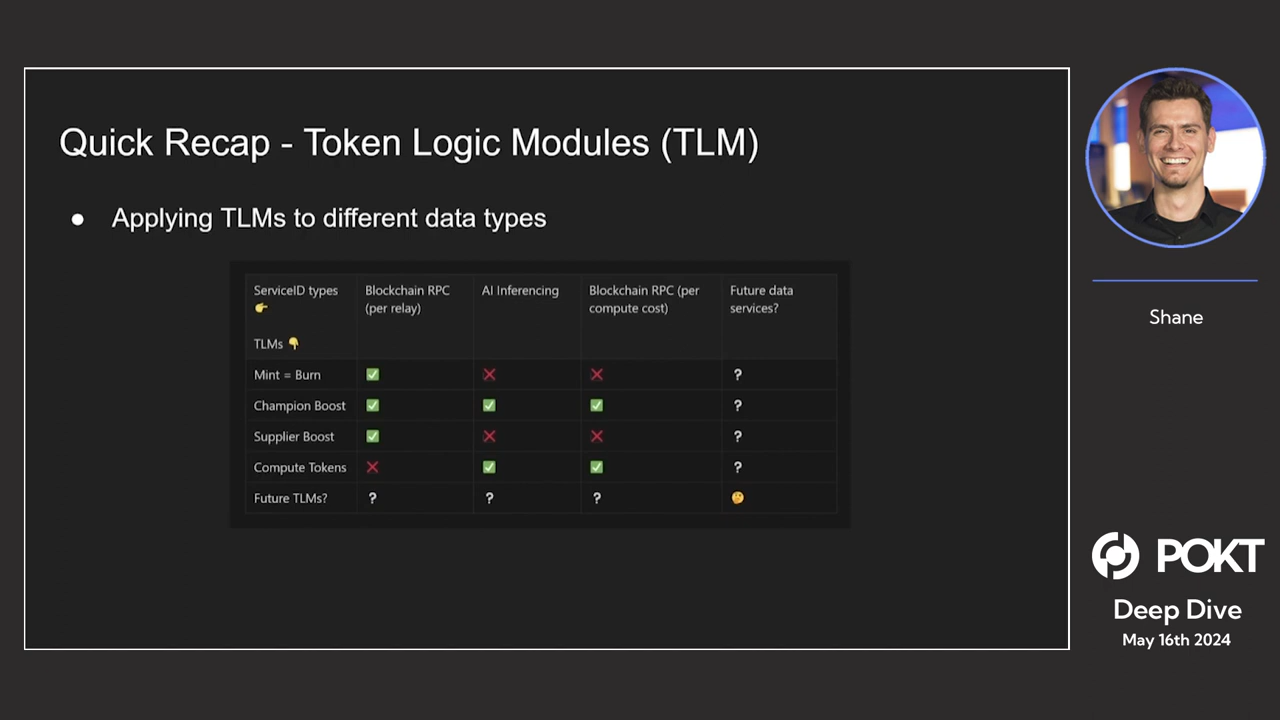 Quick Recap - Token Logic Modules (TLM)
● Applying TLMs to different data types
ServiceID types 👉 TLMs 👇 | Blockchain RPC (per relay) | AI Inferencing | Blockchain RPC (per compute cost) | Future data services?
Mint = Burn | ✅ | ❌ | ❌ | ?
Champion Boost | ✅ | ✅ | ✅ | ?
Supplier Boost | ✅ | ❌ | ❌ | ?
Compute Tokens | ❌ | ✅ | ✅ | ?
Future TLMs? | ? | ? | ? | 🤔
Shane
POKT
Deep Dive
May 16th 2024